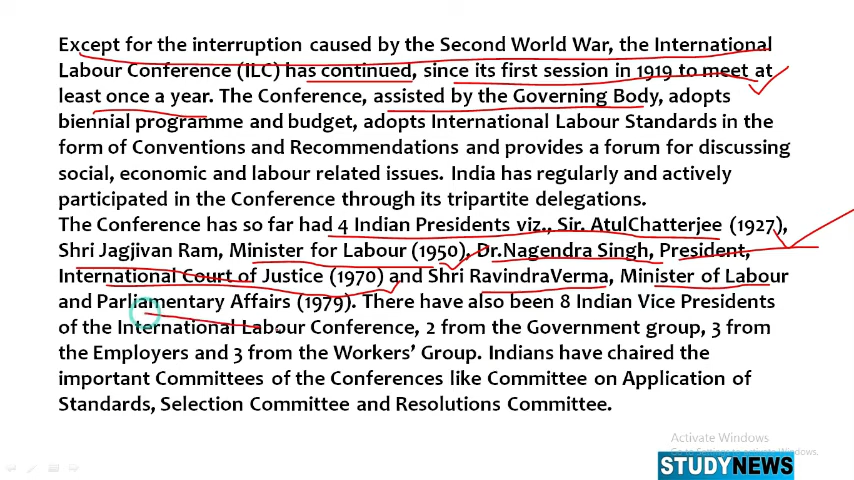 Except for the interruption caused by the Second World War, the International
Labour Conference (ILC) has continued, since its first session in 1919 to meet at
least once a year. The Conference, assisted by the Governing Body, adopts
biennial programme and budget, adopts International Labour Standards in the
form of Conventions and Recommendations and provides a forum for discussing
social, economic and labour related issues. India has regularly and actively
participated in the Conference through its tripartite delegations.
The Conference has so far had 4 Indian Presidents viz., Sir. AtulChatterjee (1927),
Shri Jagjivan Ram, Minister for Labour (1950), Dr.Nagendra Singh, President,
International Court of Justice (1970) and Shri RavindraVerma, Minister of Labour
and Parliamentary Affairs (1979). There have also been 8 Indian Vice Presidents
of the International Labour Conference, 2 from the Government group, 3 from
the Employers and 3 from the Workers’ Group. Indians have chaired the
important Committees of the Conferences like Committee on Application of
Standards, Selection Committee and Resolutions Committee.
Activate Windows
Go to Settings to activate Windows.
STUDYNEWS